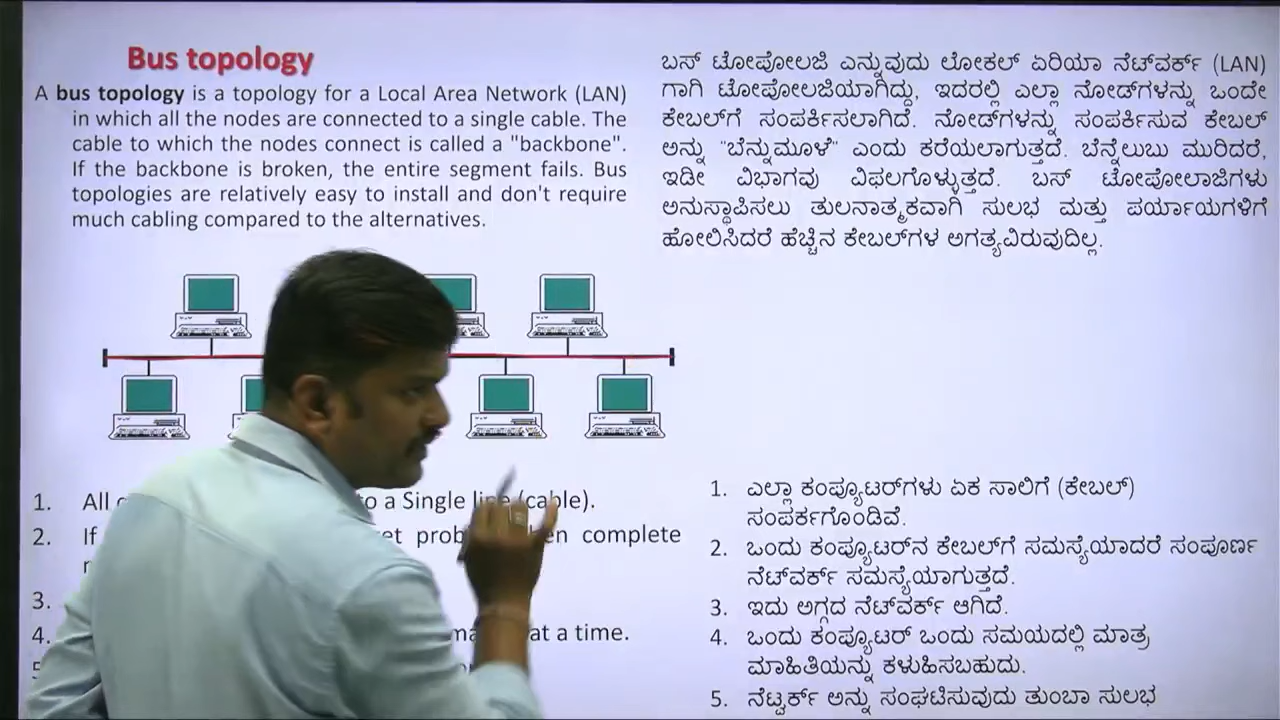 Bus topology
A bus topology is a topology for a Local Area Network (LAN)
in which all the nodes are connected to a single cable. The
cable to which the nodes connect is called a "backbone".
If the backbone is broken, the entire segment fails. Bus
topologies are relatively easy to install and don't require
much cabling compared to the alternatives.
ಬಸ್ ಟೋಪೋಲಜಿ ಎನ್ನುವುದು ಲೋಕಲ್ ಏರಿಯಾ ನೆಟ್‌ವರ್ಕ್ (LAN)
ಗಾಗಿ ಟೋಪೋಲಜಿಯಾಗಿದ್ದು, ಇದರಲ್ಲಿ ಎಲ್ಲಾ ನೋಡ್‌ಗಳನ್ನು ಒಂದೇ
ಕೇಬಲ್‌ಗೆ ಸಂಪರ್ಕಿಸಲಾಗಿದೆ. ನೋಡ್‌ಗಳನ್ನು ಸಂಪರ್ಕಿಸುವ ಕೇಬಲ್
ಅನ್ನು "ಬೆನ್ನುಮೂಳೆ" ಎಂದು ಕರೆಯಲಾಗುತ್ತದೆ. ಬೆನ್ನೆಲುಬು ಮುರಿದರೆ,
ಇಡೀ ವಿಭಾಗವು ವಿಫಲಗೊಳ್ಳುತ್ತದೆ. ಬಸ್ ಟೋಪೋಲಾಜಿಗಳು
ಅನುಸ್ಥಾಪಿಸಲು ತುಲನಾತ್ಮಕವಾಗಿ ಸುಲಭ ಮತ್ತು ಪರ್ಯಾಯಗಳಿಗೆ
ಹೋಲಿಸಿದರೆ ಹೆಚ್ಚಿನ ಕೇಬಲ್‌ಗಳ ಅಗತ್ಯವಿರುವುದಿಲ್ಲ.
1. All to a Single line (cable).
2. If complete
3.
4. at a time.
1. ಎಲ್ಲಾ ಕಂಪ್ಯೂಟರ್‌ಗಳು ಏಕ ಸಾಲಿಗೆ (ಕೇಬಲ್)
ಸಂಪರ್ಕಗೊಂಡಿವೆ.
2. ಒಂದು ಕಂಪ್ಯೂಟರ್‌ನ ಕೇಬಲ್‌ಗೆ ಸಮಸ್ಯೆಯಾದರೆ ಸಂಪೂರ್ಣ
ನೆಟ್‌ವರ್ಕ್ ಸಮಸ್ಯೆಯಾಗುತ್ತದೆ.
3. ಇದು ಅಗ್ಗದ ನೆಟ್‌ವರ್ಕ್ ಆಗಿದೆ.
4. ಒಂದು ಕಂಪ್ಯೂಟರ್ ಒಂದು ಸಮಯದಲ್ಲಿ ಮಾತ್ರ
ಮಾಹಿತಿಯನ್ನು ಕಳುಹಿಸಬಹುದು.
5. ನೆಟ್ವರ್ಕ್ ಅನ್ನು ಸಂಘಟಿಸುವುದು ತುಂಬಾ ಸುಲಭ